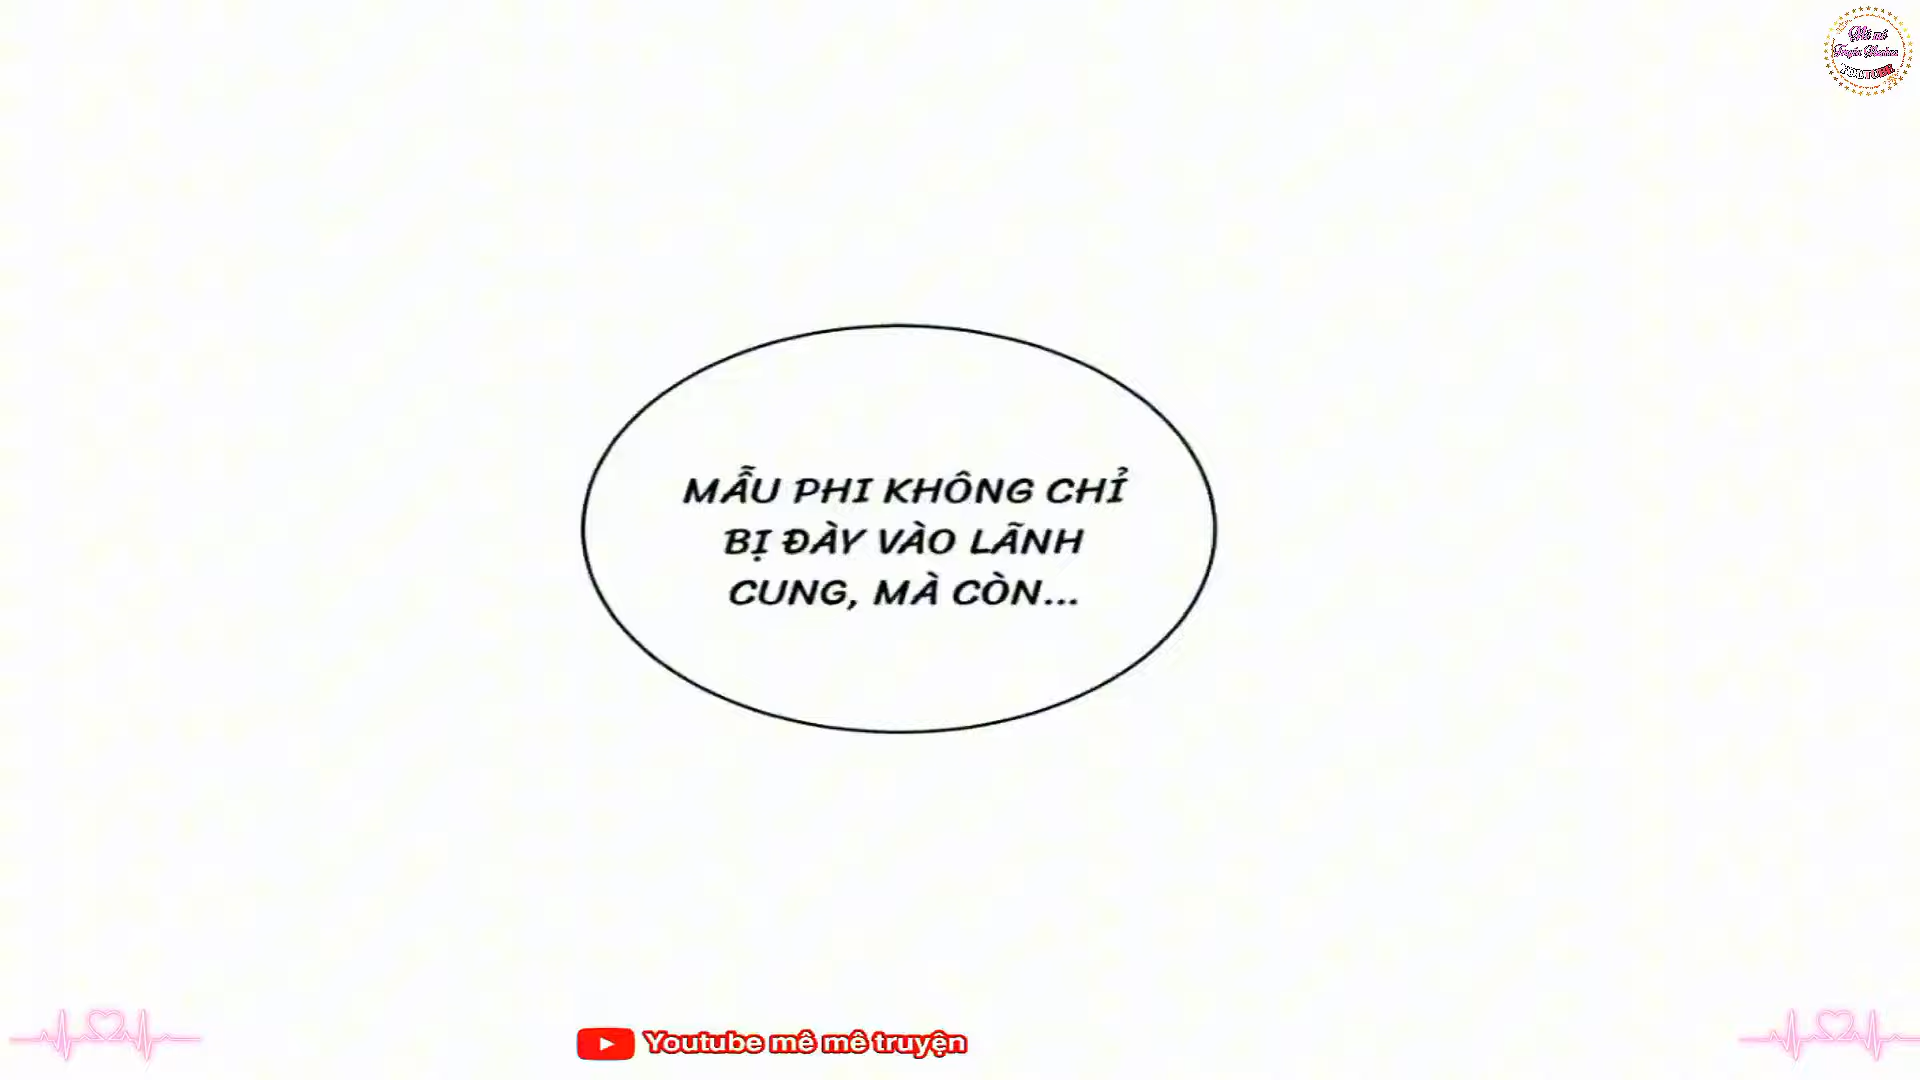 MẪU PHI KHÔNG CHỈ
BỊ ĐÀY VÀO LÃNH
CUNG, MÀ CÒN...
Youtube mê mê truyện